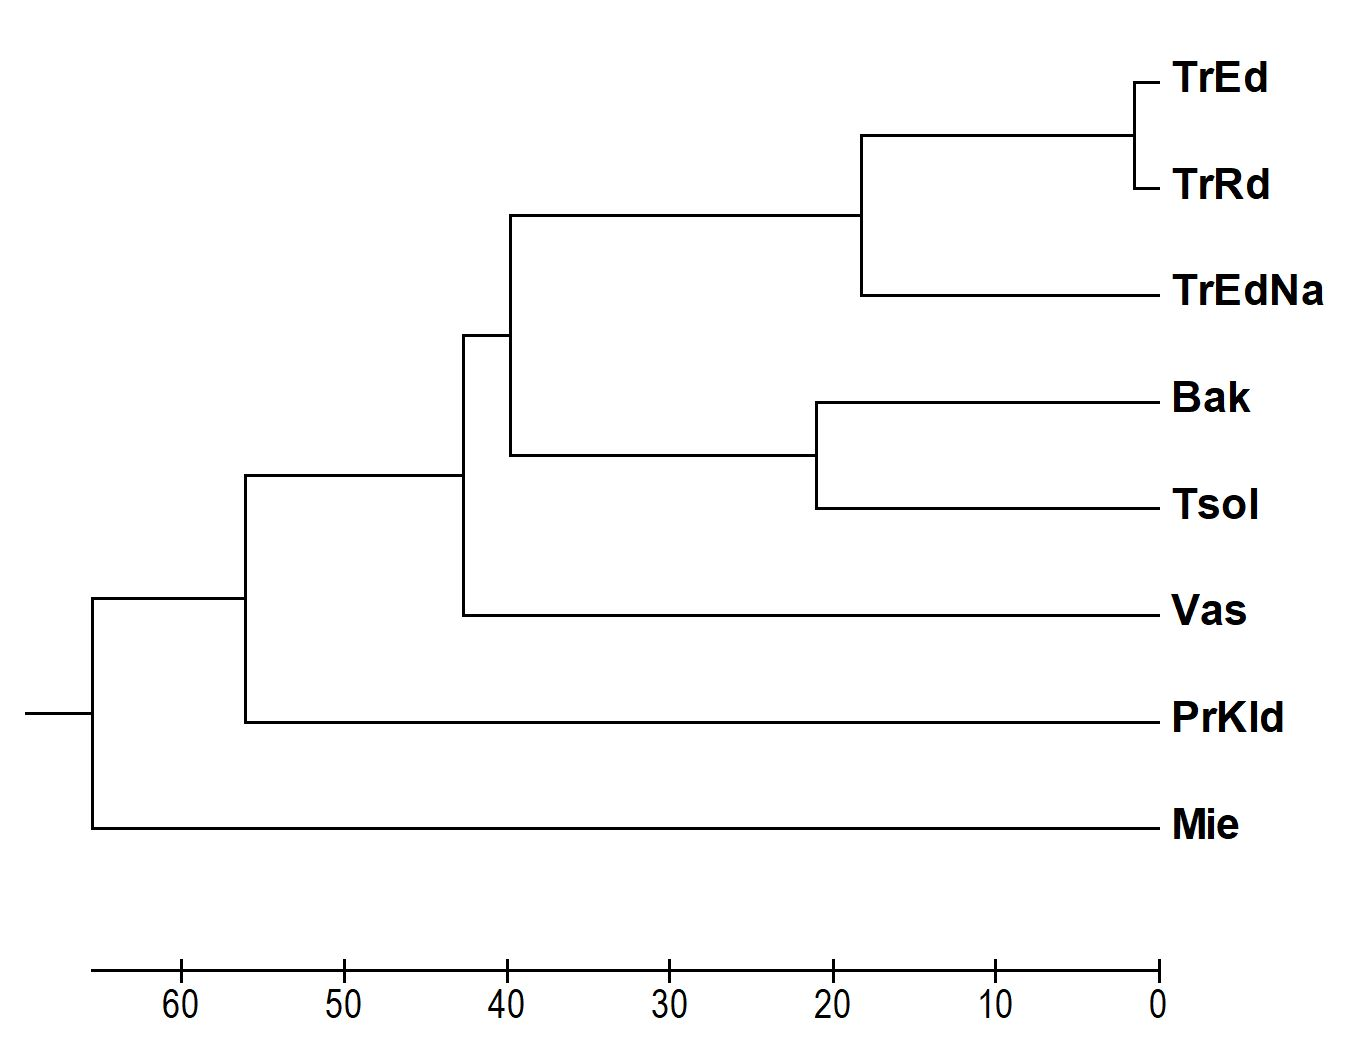 TrEd
TrRd
TrEdNa
Bak
Tsol
Vas
PrKld
Mie
60 50 40 30 20 10 0